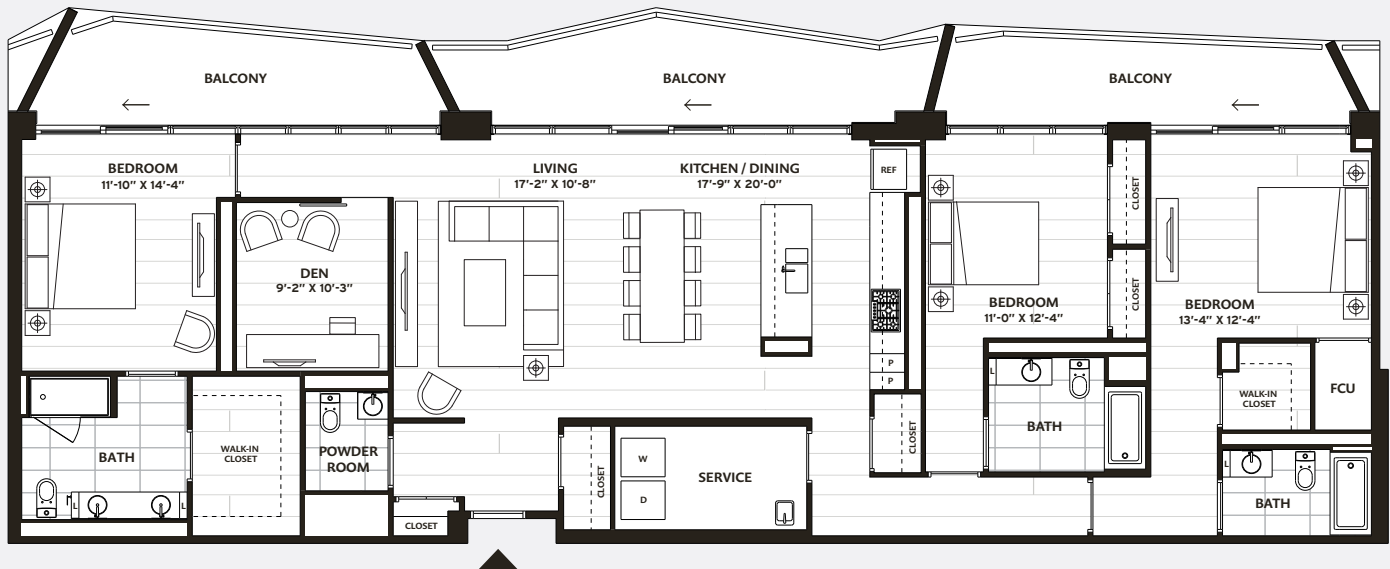 BALCONY
BALCONY
BALCONY
BEDROOM
11'-10" X 14'-4"
LIVING
17'-2" X 10'-8"
KITCHEN / DINING
17'-9" X 20'-0"
REF
CLOSET
DEN
9'-2" X 10'-3"
CLOSET
BEDROOM
11'-0" X 12'-4"
BEDROOM
13'-4" X 12'-4"
P
P
L
WALK-IN
CLOSET
FCU
BATH
CLOSET
BATH
WALK-IN
CLOSET
POWDER
ROOM
W
D
CLOSET
SERVICE
L
BATH
L
L
CLOSET